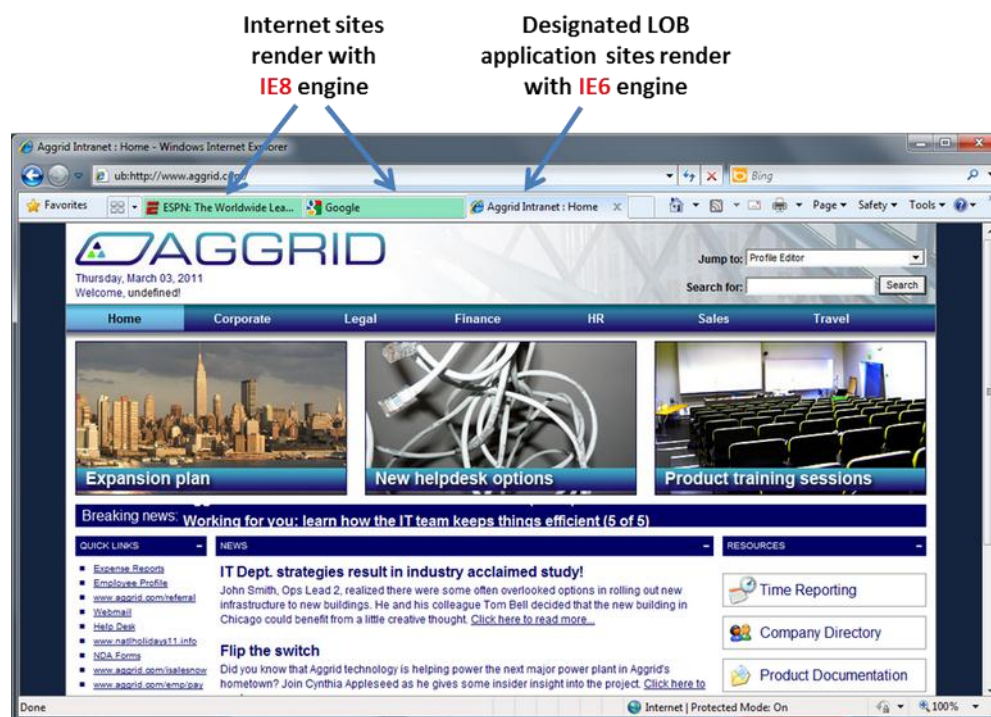 Internet sites
render with
IE8 engine
Designated LOB
application sites render
with IE6 engine
Aggrid Intranet : Home - Windows Internet Explorer
ub:http://www.aggrid.com/
Bing
Favorites
ESPN: The Worldwide Lea...
Google
Aggrid Intranet : Home
Page
Safety
Tools
AGGRID
Thursday, March 03, 2011
Welcome, undefined!
Jump to: Profile Editor
Search for:
Search
Home Corporate Legal Finance HR Sales Travel
Expansion plan
New helpdesk options
Product training sessions
Breaking news:
Working for you: learn how the IT team keeps things efficient (5 of 5)
QUICK LINKS
Expense Reports
Employee Profile
www.aggrid.com/referral
Webmail
Help Desk
www.natlholidays11.info
NDA Forms
www.aggrid.com/isalesnow
www.aggrid.com/emp/pay
NEWS
IT Dept. strategies result in industry acclaimed study!
John Smith, Ops Lead 2, realized there were some often overlooked options in rolling out new
infrastructure to new buildings. He and his colleague Tom Bell decided that the new building in
Chicago could benefit from a little creative thought. Click here to read more...
Flip the switch
Did you know that Aggrid technology is helping power the next major power plant in Aggrid's
hometown? Join Cynthia Appleseed as he gives some insider insight into the project. Click here to
RESOURCES
Time Reporting
Company Directory
Product Documentation
Done
Internet | Protected Mode: On
100%